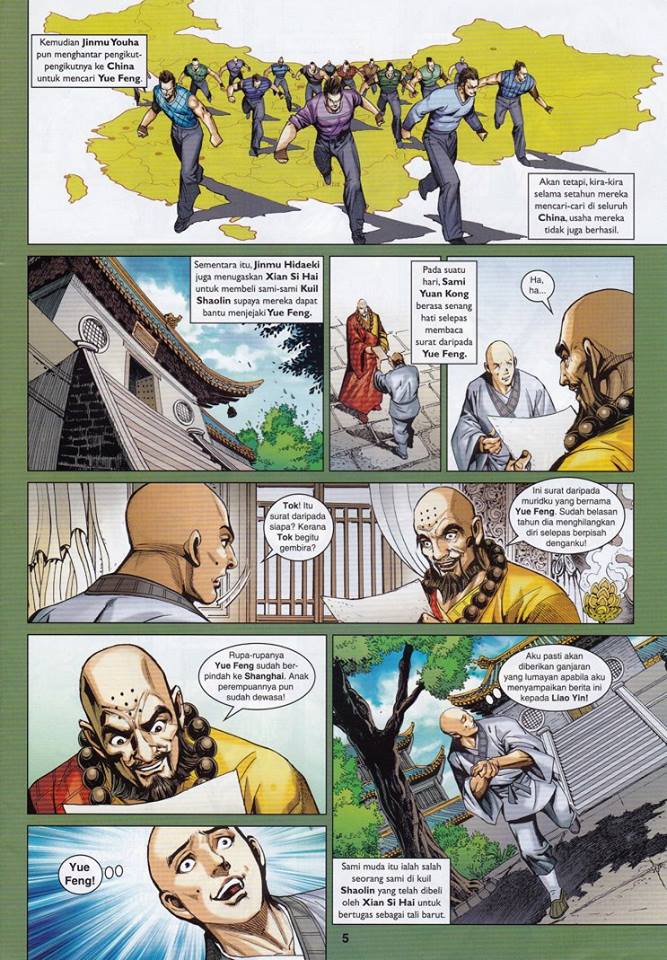 Kemudian Jinmu Youha
pun menghantar pengikut-
pengikutnya ke China
untuk mencari Yue Feng.
Akan tetapi, kira-kira
selama setahun mereka
mencari-cari di seluruh
China, usaha mereka
tidak juga berhasil.
Sementara itu, Jinmu Hidaeki
juga menugaskan Xian Si Hai
untuk membeli sami-sami Kuil
Shaolin supaya mereka dapat
bantu menjejaki Yue Feng.
Pada suatu
hari, Sami
Yuan Kong
berasa senang
hati selepas
membaca
surat daripada
Yue Feng.
Ha,
ha...
Tok! Itu
surat daripada
siapa? Kerana
Tok begitu
gembira?
Ini surat daripada
muridku yang bernama
Yue Feng. Sudah belasan
tahun dia menghilangkan
diri selepas berpisah
denganku!
Rupa-rupanya
Yue Feng sudah ber-
pindah ke Shanghai. Anak
perempuannya pun
sudah dewasa!
Yue
Feng!
Aku pasti akan
diberikan ganjaran
yang lumayan apabila aku
menyampaikan berita ini
kepada Liao Yin!
Sami muda itu ialah salah
seorang sami di kuil
Shaolin yang telah dibeli
oleh Xian Si Hai untuk
bertugas sebagai tali barut.
5